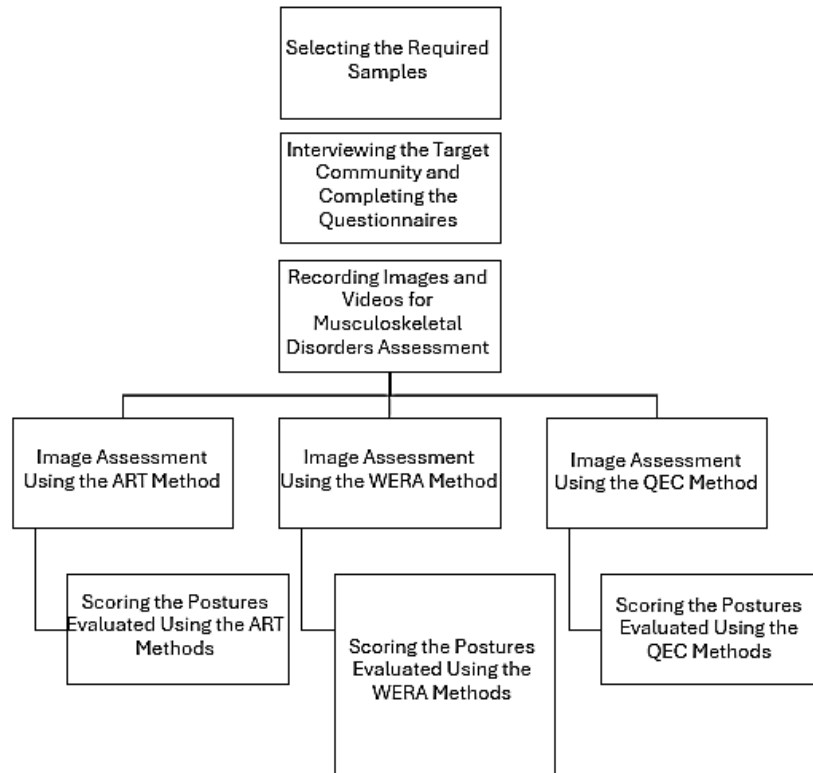 Selecting the Required
Samples
Interviewing the Target
Community and
Completing the
Questionnaires
Recording Images and
Videos for
Musculoskeletal
Disorders Assessment
Image Assessment
Using the ART Method
Image Assessment
Using the WERA Method
Image Assessment
Using the QEC Method
Scoring the Postures
Evaluated Using the ART
Methods
Scoring the Postures
Evaluated Using the
WERA Methods
Scoring the Postures
Evaluated Using the
QEC Methods